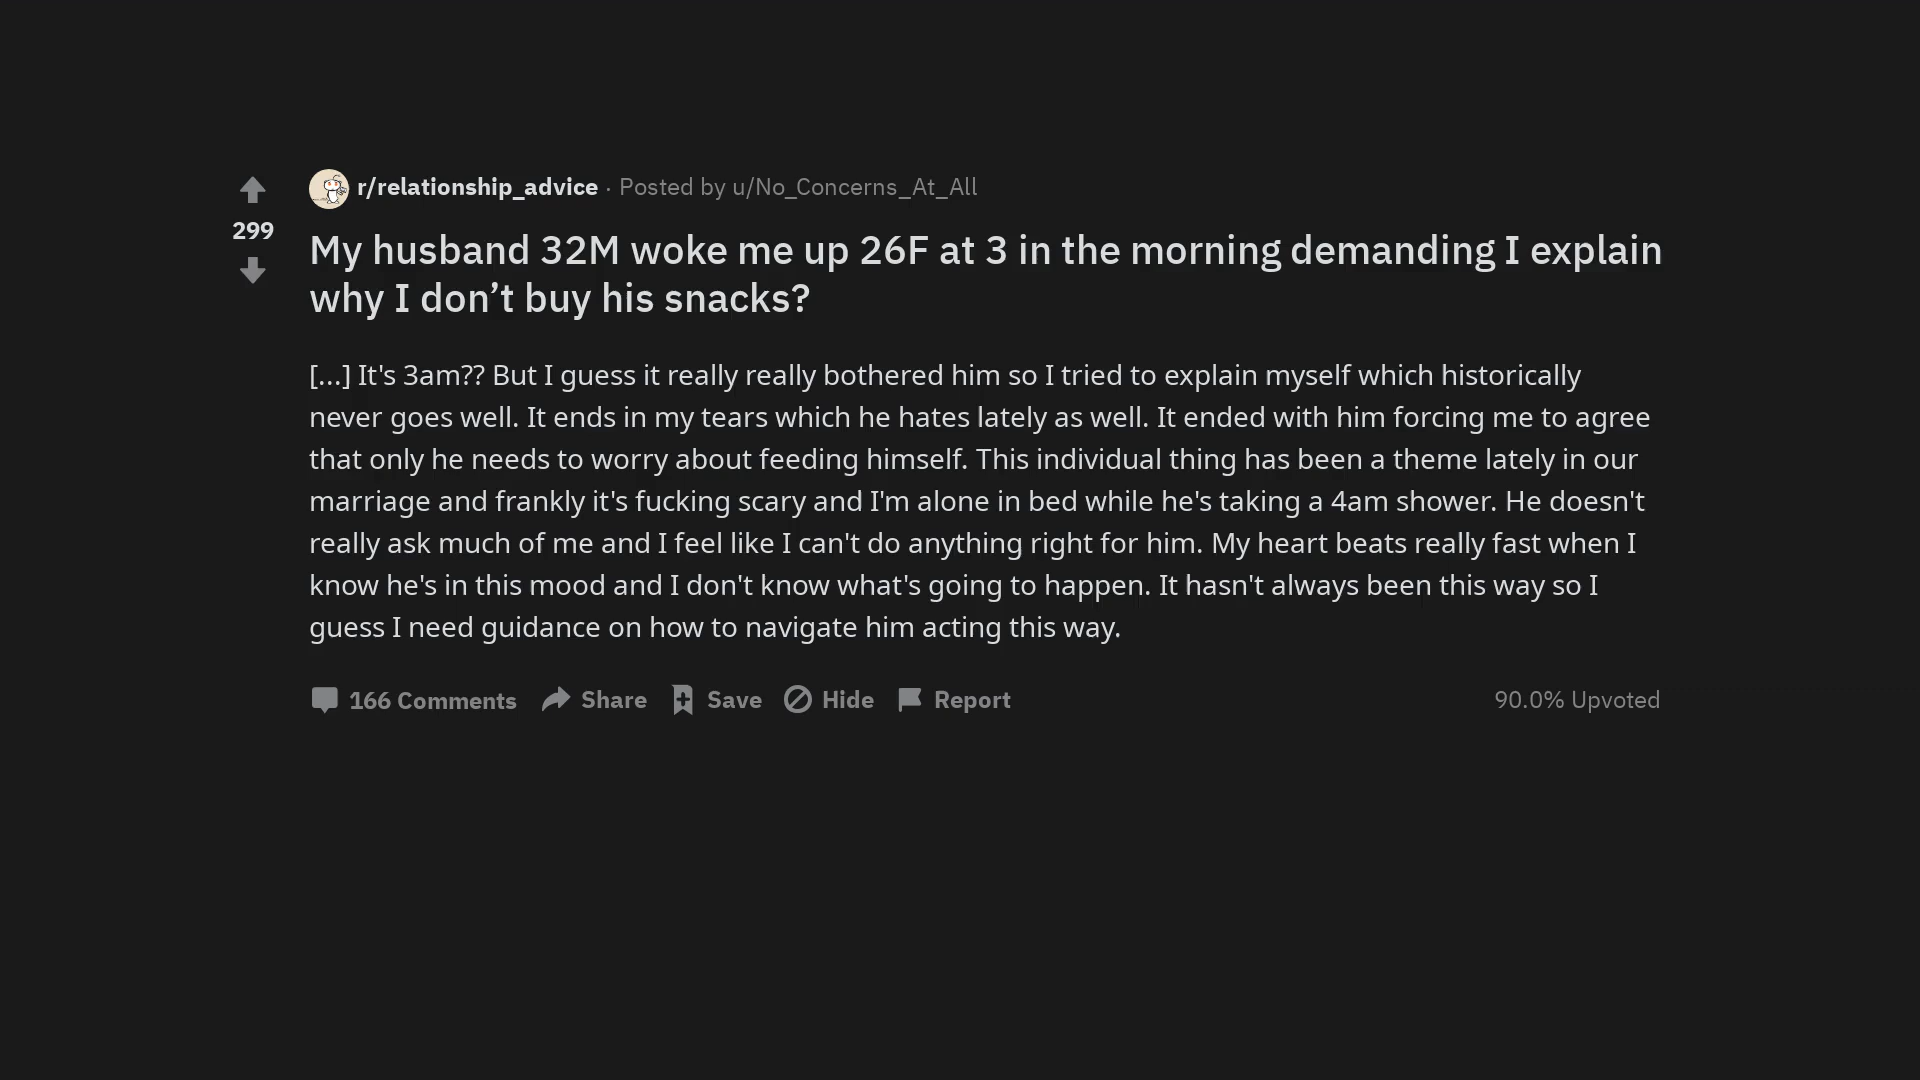 r/relationship_advice · Posted by u/No_Concerns_At_All
299
My husband 32M woke me up 26F at 3 in the morning demanding I explain
why I don’t buy his snacks?
[...] It's 3am?? But I guess it really really bothered him so I tried to explain myself which historically
never goes well. It ends in my tears which he hates lately as well. It ended with him forcing me to agree
that only he needs to worry about feeding himself. This individual thing has been a theme lately in our
marriage and frankly it's fucking scary and I'm alone in bed while he's taking a 4am shower. He doesn't
really ask much of me and I feel like I can't do anything right for him. My heart beats really fast when I
know he's in this mood and I don't know what's going to happen. It hasn't always been this way so I
guess I need guidance on how to navigate him acting this way.
166 Comments Share Save Hide Report 90.0% Upvoted